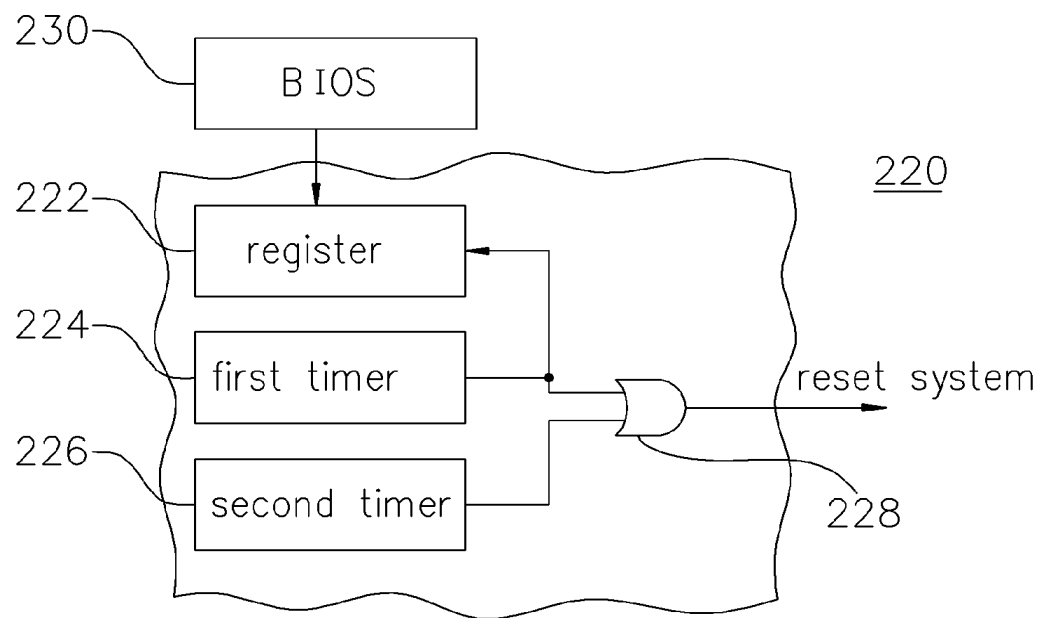 230
BIOS
220
222
register
224
first timer
reset system
226
second timer
228